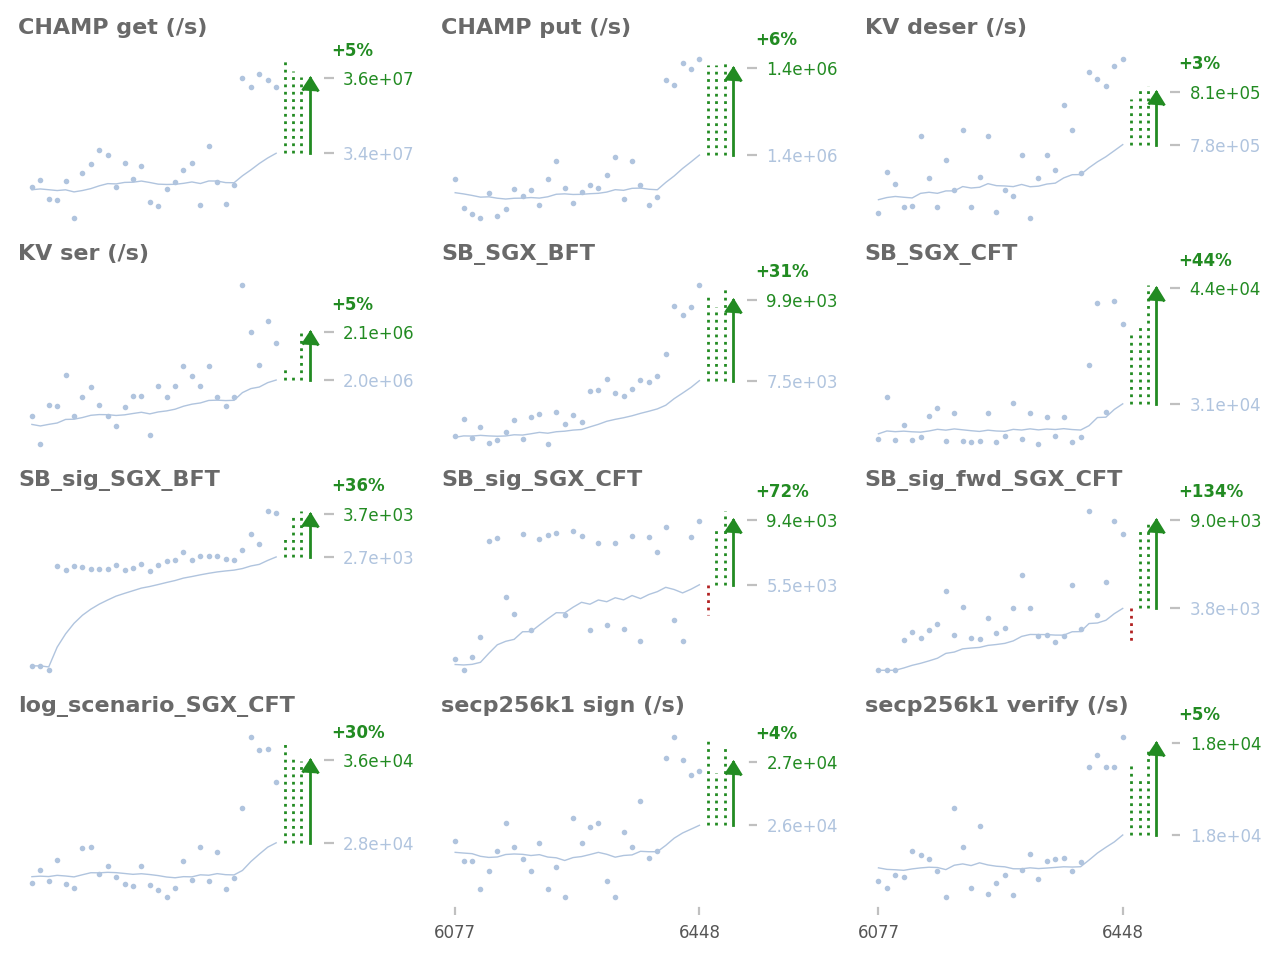 CHAMP get (/s)
+5%
3.6e+07
3.4e+07
CHAMP put (/s)
+6%
1.4e+06
1.4e+06
KV deser (/s)
+3%
8.1e+05
7.8e+05
KV ser (/s)
+5%
2.1e+06
2.0e+06
SB_SGX_BFT
+31%
9.9e+03
7.5e+03
SB_SGX_CFT
+44%
4.4e+04
3.1e+04
SB_sig_SGX_BFT
+36%
3.7e+03
2.7e+03
SB_sig_SGX_CFT
+72%
9.4e+03
5.5e+03
SB_sig_fwd_SGX_CFT
+134%
9.0e+03
3.8e+03
log_scenario_SGX_CFT
+30%
3.6e+04
2.8e+04
secp256k1 sign (/s)
+4%
2.7e+04
2.6e+04
6077
6448
secp256k1 verify (/s)
+5%
1.8e+04
1.8e+04
6077
6448